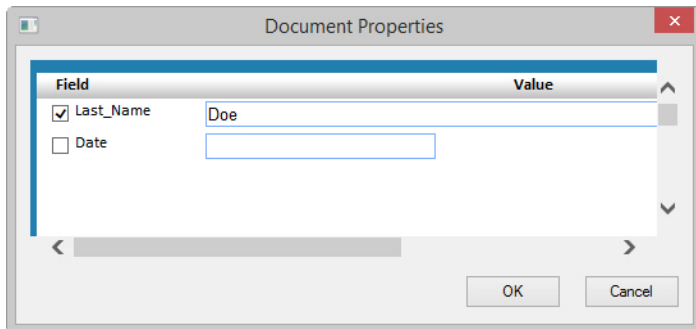 Document Properties
Field Value
Last_Name Doe
Date
OK Cancel